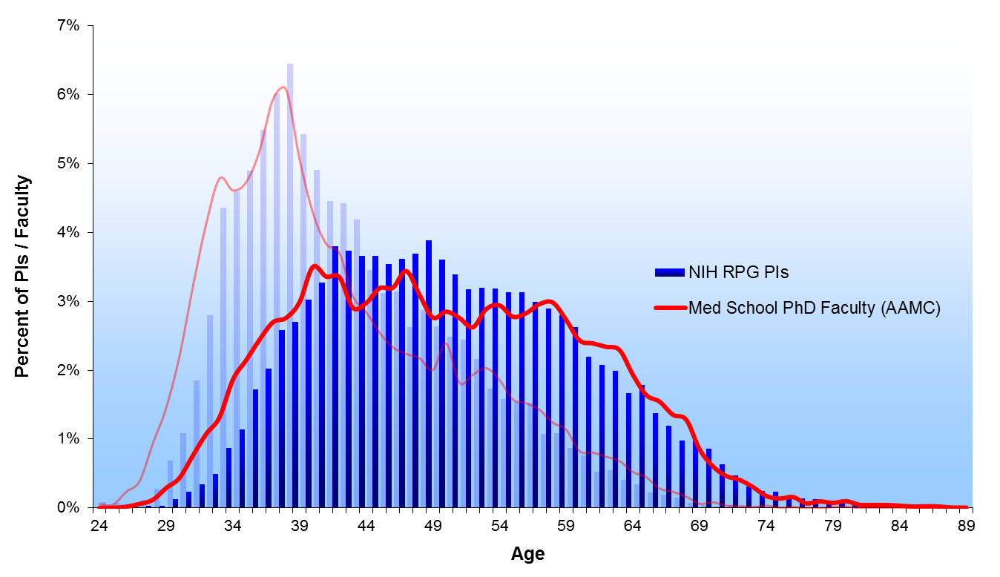 7%
6%
5%
4%
3%
2%
1%
0%
Percent of PIs / Faculty
NIH RPG PIs
Med School PhD Faculty (AAMC)
24 29 34 39 44 49 54 59 64 69 74 79 84 89
Age